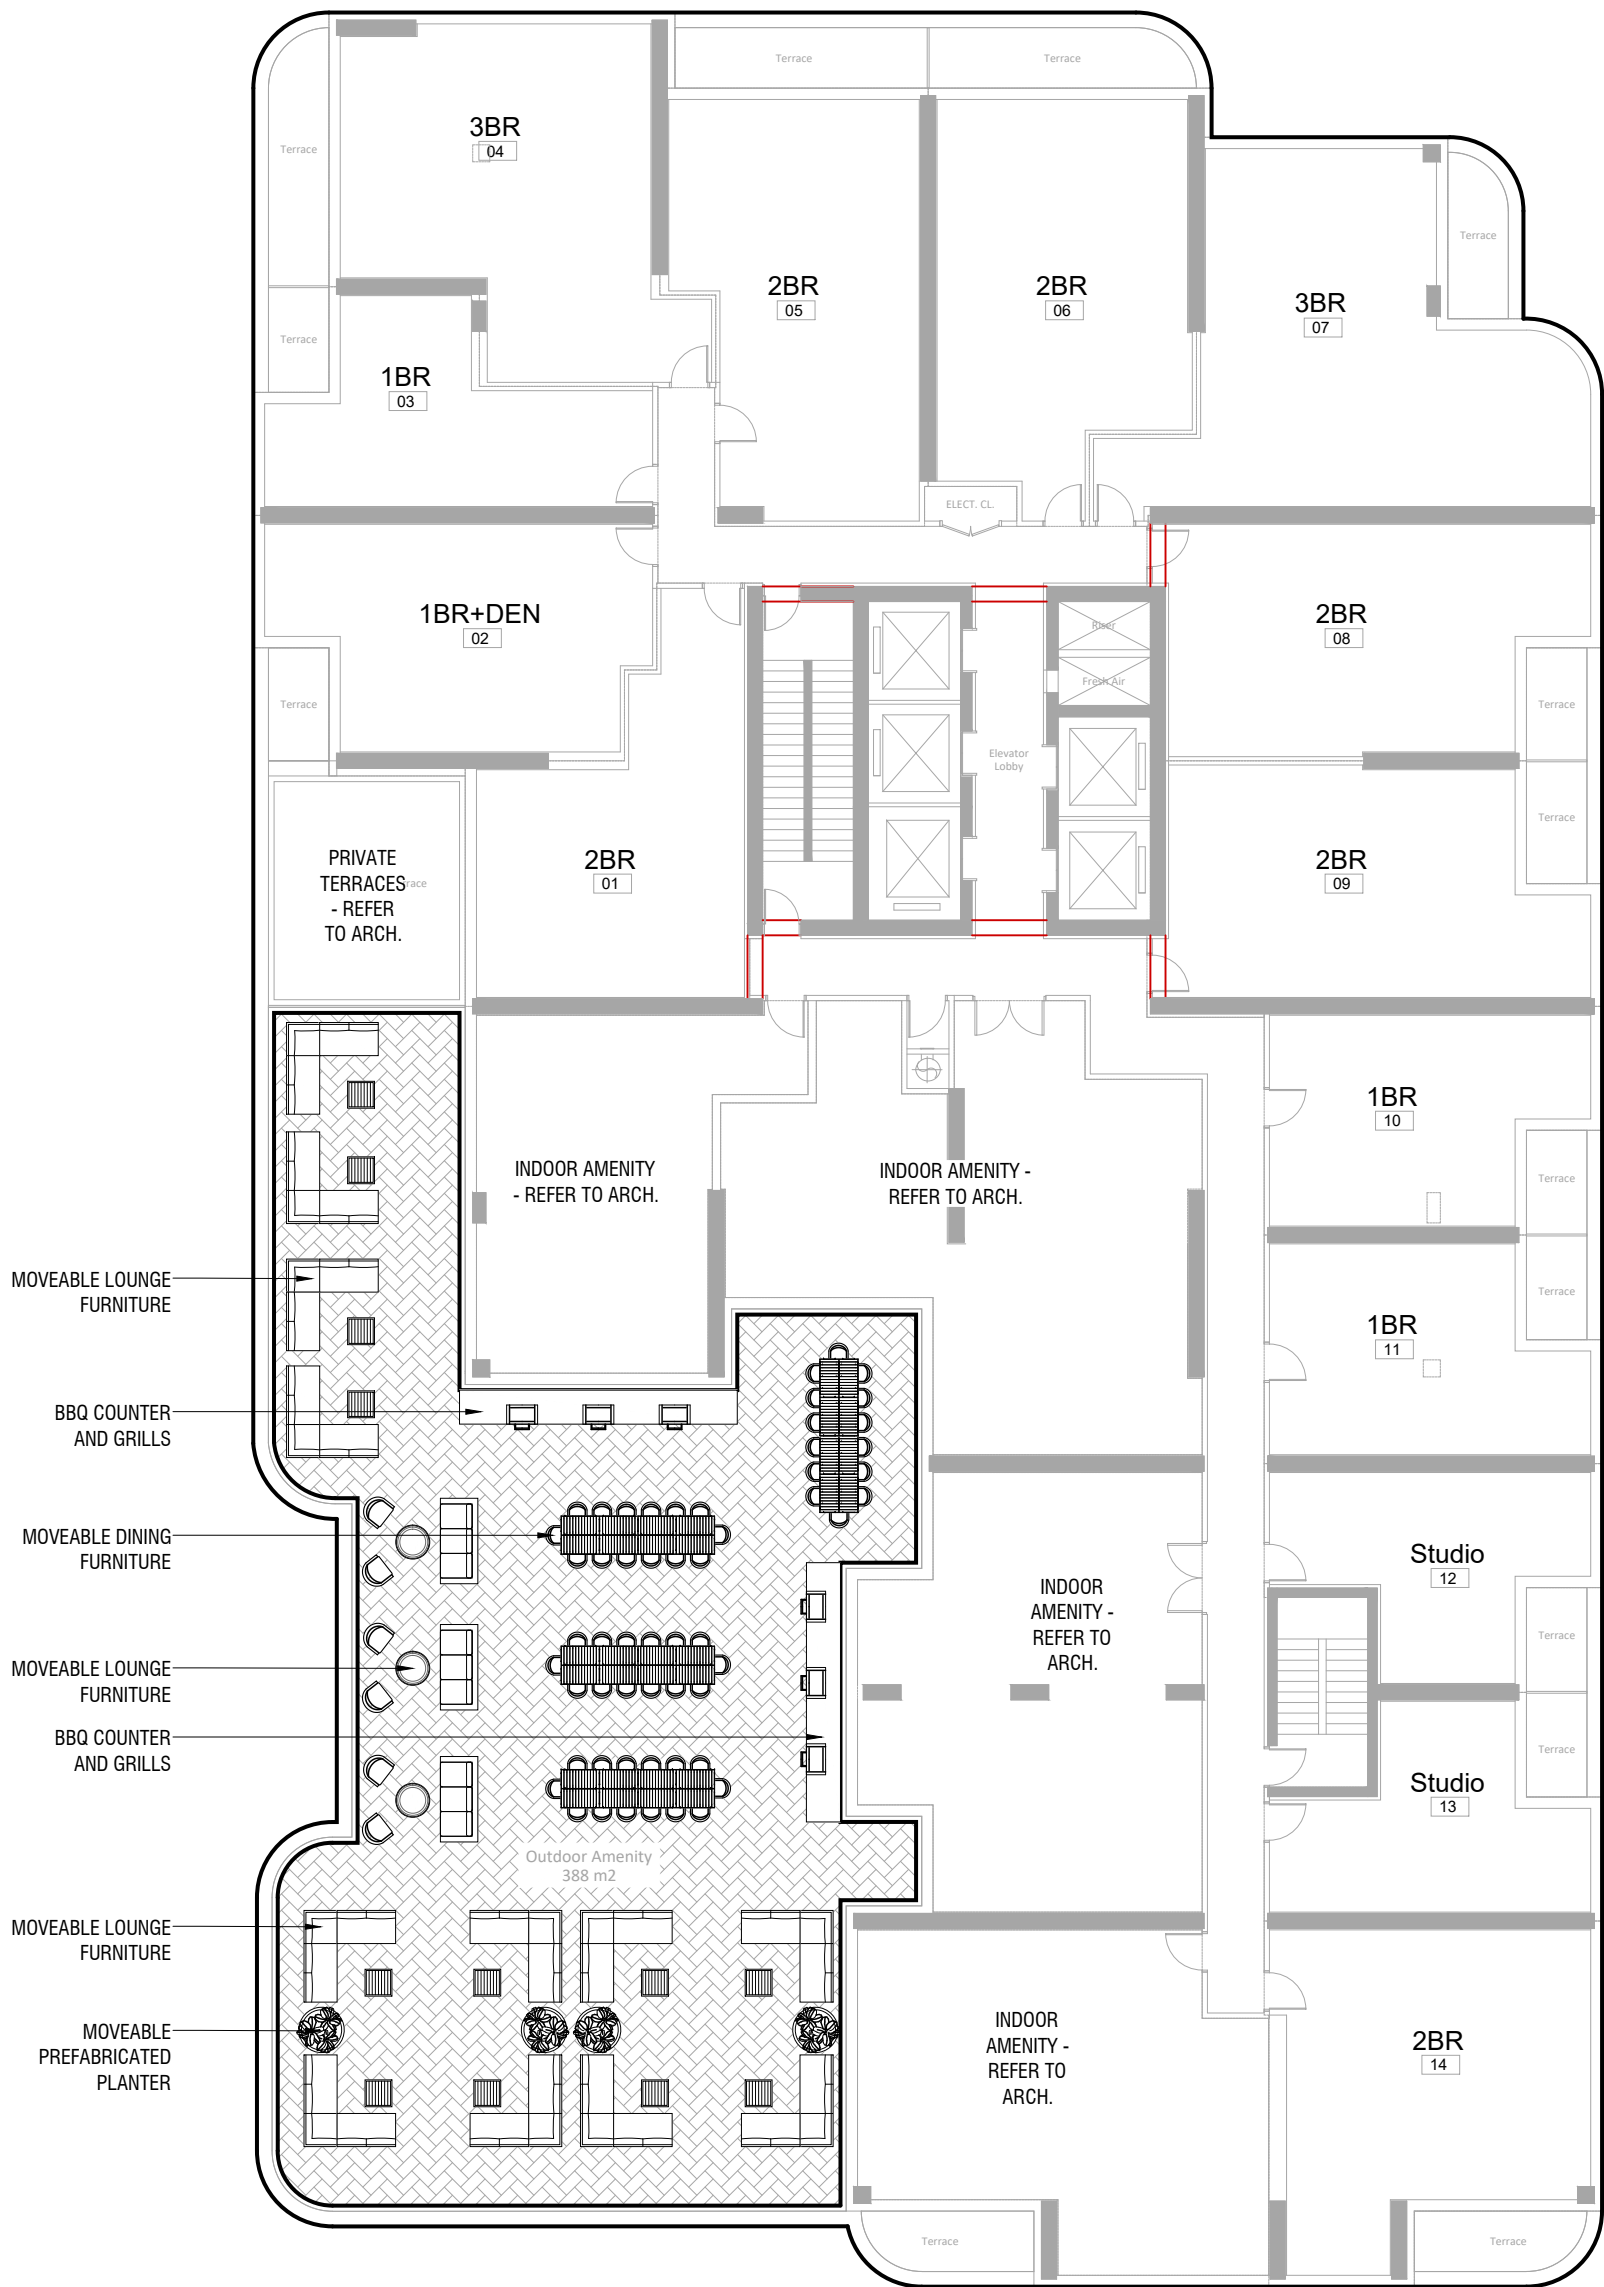 Terrace
Terrace
3BR
04
Terrace
Terrace
2BR
05
2BR
06
3BR
07
Terrace
1BR
03
ELECT. CL.
1BR+DEN
02
Riser
2BR
08
Fresh Air
Terrace
Terrace
Elevator
Lobby
Terrace
PRIVATE
TERRACES
- REFER
TO ARCH.
race
2BR
01
2BR
09
1BR
10
INDOOR AMENITY
- REFER TO ARCH.
INDOOR AMENITY -
REFER TO ARCH.
Terrace
MOVEABLE LOUNGE
FURNITURE
Terrace
1BR
11
BBQ COUNTER
AND GRILLS
MOVEABLE DINING
FURNITURE
Studio
12
INDOOR
AMENITY -
REFER TO
ARCH.
Terrace
MOVEABLE LOUNGE
FURNITURE
BBQ COUNTER
AND GRILLS
Terrace
Studio
13
Outdoor Amenity
388 m2
MOVEABLE LOUNGE
FURNITURE
MOVEABLE
PREFABRICATED
PLANTER
INDOOR
AMENITY -
REFER TO
ARCH.
2BR
14
Terrace
Terrace